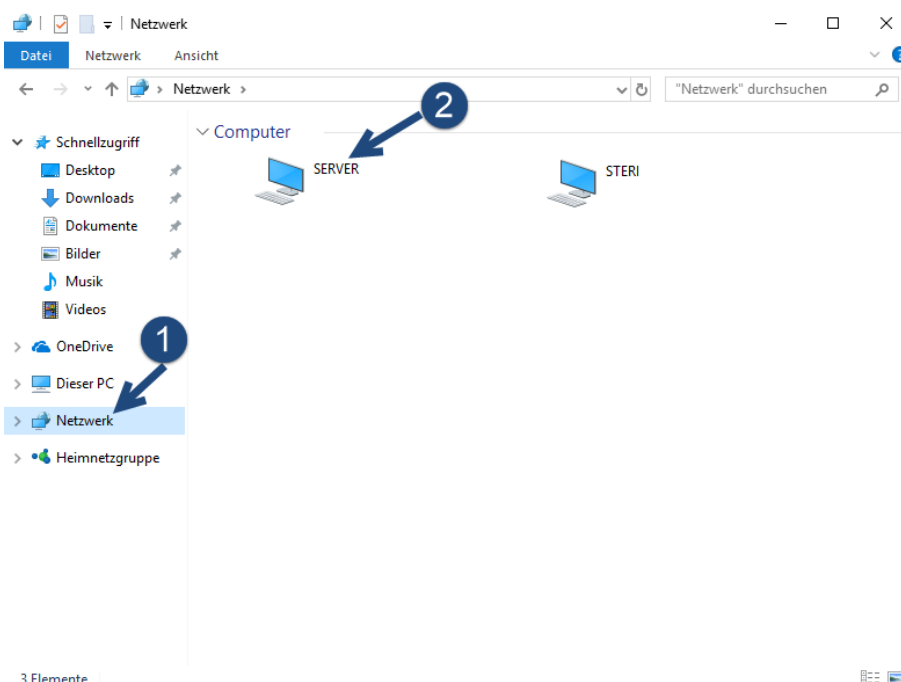 Netzwerk
Datei Netzwerk Ansicht
Netzwerk "Netzwerk" durchsuchen
2
Schnellzugriff
Desktop
Downloads
Dokumente
Bilder
Musik
Videos
OneDrive
1
Dieser PC
Netzwerk
Heimnetzgruppe
Computer
SERVER
STERI
3 Elemente